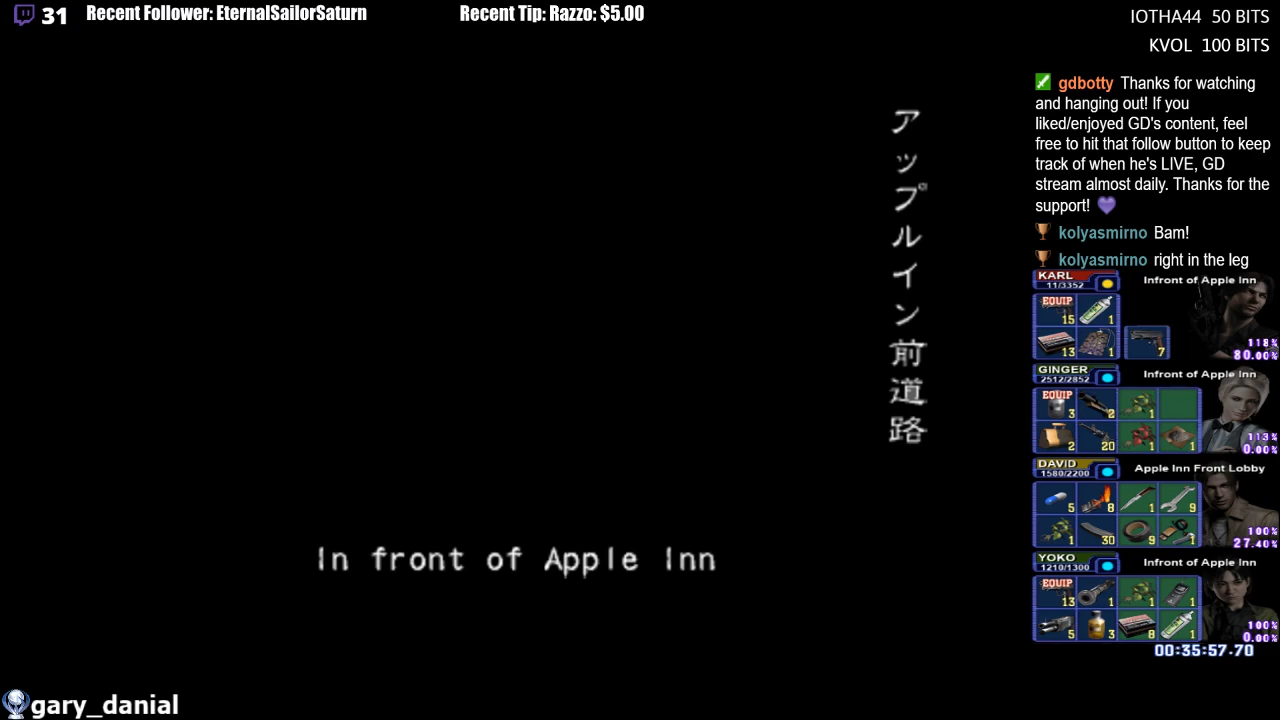 31 Recent Follower: EternalSailorSaturn Recent Tip: Razzo: $5.00
IOTHA44 50 BITS
KVOL 100 BITS
gdbotty Thanks for watching
and hanging out! If you
liked/enjoyed GD's content, feel
free to hit that follow button to keep
track of when he's LIVE, GD
stream almost daily. Thanks for the
support!
kolyasmirno Bam!
kolyasmirno right in the leg
アップルイン前道路
In front of Apple Inn
KARL
11/3352
Infront of Apple Inn
EQUIP
15 1
13 1 7
118%
80.00%
GINGER
2512/2852
Infront of Apple Inn
EQUIP
3 2 1
2 20 1 1
113%
0.00%
DAVID
1580/2200
Apple Inn Front Lobby
5 8 1 9
1 30 9 1
100%
27.40%
YOKO
1210/1300
Infront of Apple Inn
EQUIP
13 1 1 1
5 3 8 1
100%
0.00%
00:35:57.70
gary_danial